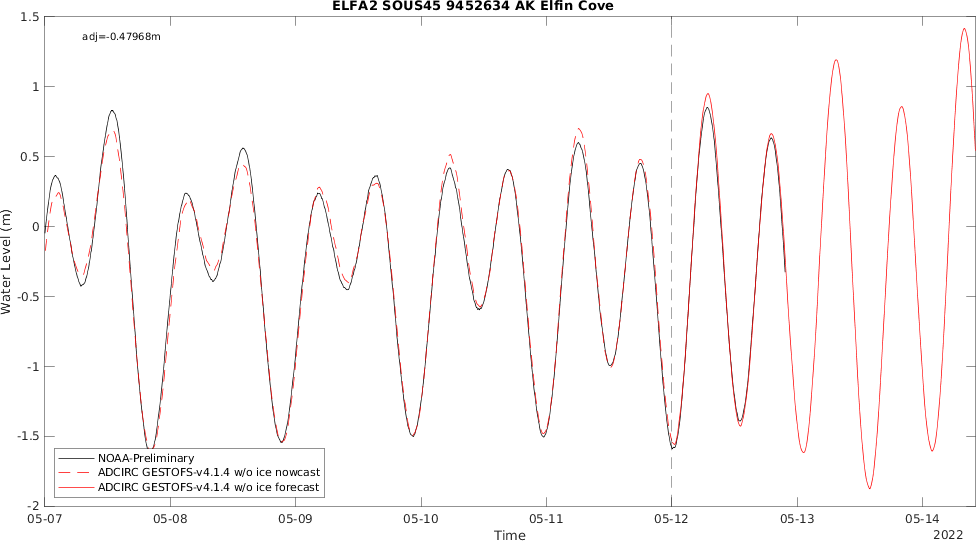 ELFA2 SOUS45 9452634 AK Elfin Cove
adj=-0.47968m
1.5
1
0.5
0
-0.5
-1
-1.5
-2
Water Level (m)
NOAA-Preliminary
ADCIRC GESTOFS-v4.1.4 w/o ice nowcast
ADCIRC GESTOFS-v4.1.4 w/o ice forecast
05-07 05-08 05-09 05-10 05-11 05-12 05-13 05-14
Time
2022